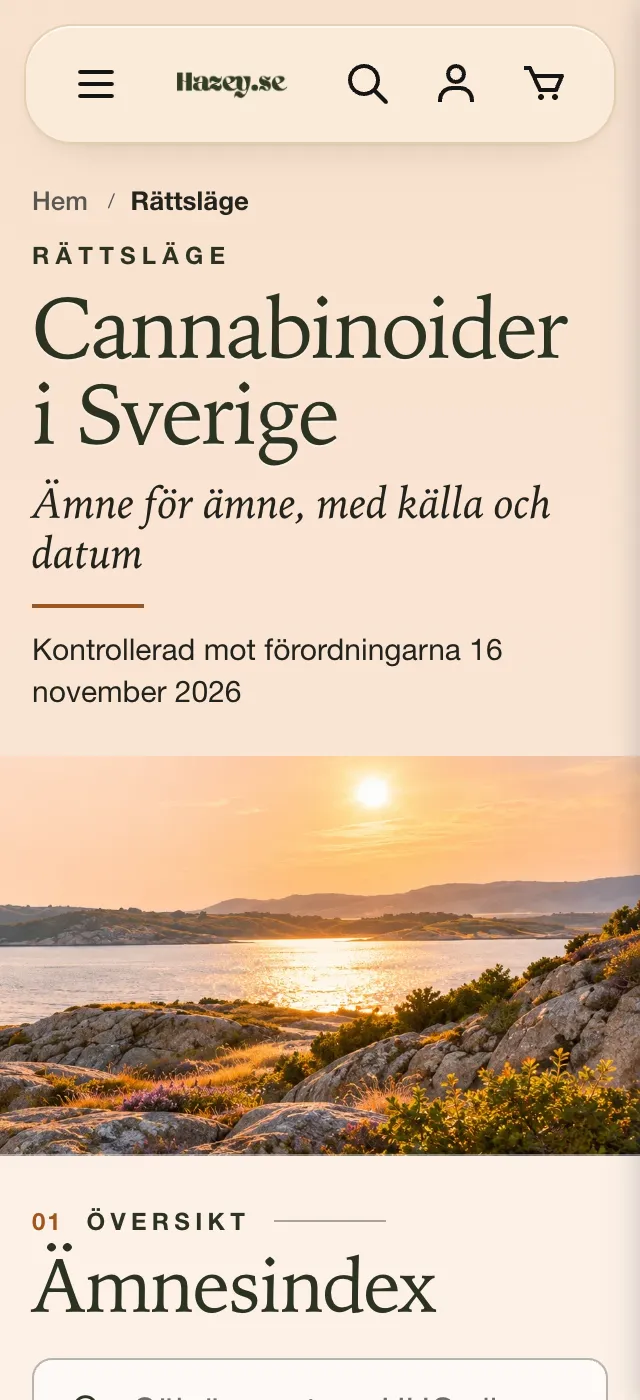 Hazey.se
Hem / Rättsläge
RÄTTSLÄGE
Cannabinoider
i Sverige
Ämne för ämne, med källa och
datum
Kontrollerad mot förordningarna 16
november 2026
01 ÖVERSIKT
Ämnesindex